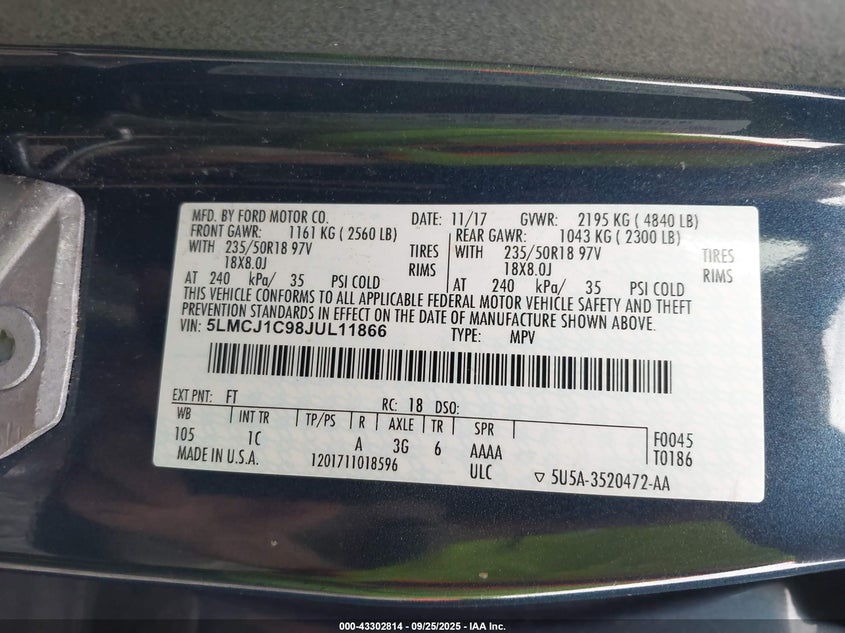 MFD. BY FORD MOTOR CO. DATE: 11/17 GVWR: 2195 KG ( 4840 LB)
FRONT GAWR: 1161 KG ( 2560 LB) REAR GAWR: 1043 KG ( 2300 LB)
WITH 235/50R18 97V TIRES WITH 235/50R18 97V TIRES
18X8.0J RIMS 18X8.0J RIMS
AT 240 kPa/ 35 PSI COLD AT 240 kPa/ 35 PSI COLD
THIS VEHICLE CONFORMS TO ALL APPLICABLE FEDERAL MOTOR VEHICLE SAFETY AND THEFT
PREVENTION STANDARDS IN EFFECT ON THE DATE OF MANUFACTURE SHOWN ABOVE.
VIN: 5LMCJ1C98JUL11866 TYPE: MPV
EXT PNT: FT RC: 18 DSO:
WB INT TR TP/PS R AXLE TR SPR
105 1C A 3G 6 AAAA F0045
MADE IN U.S.A. 1201711018596 ULC T0186
▽ 5U5A-3520472-AA
000-43302814 - 09/25/2025 - IAA Inc.